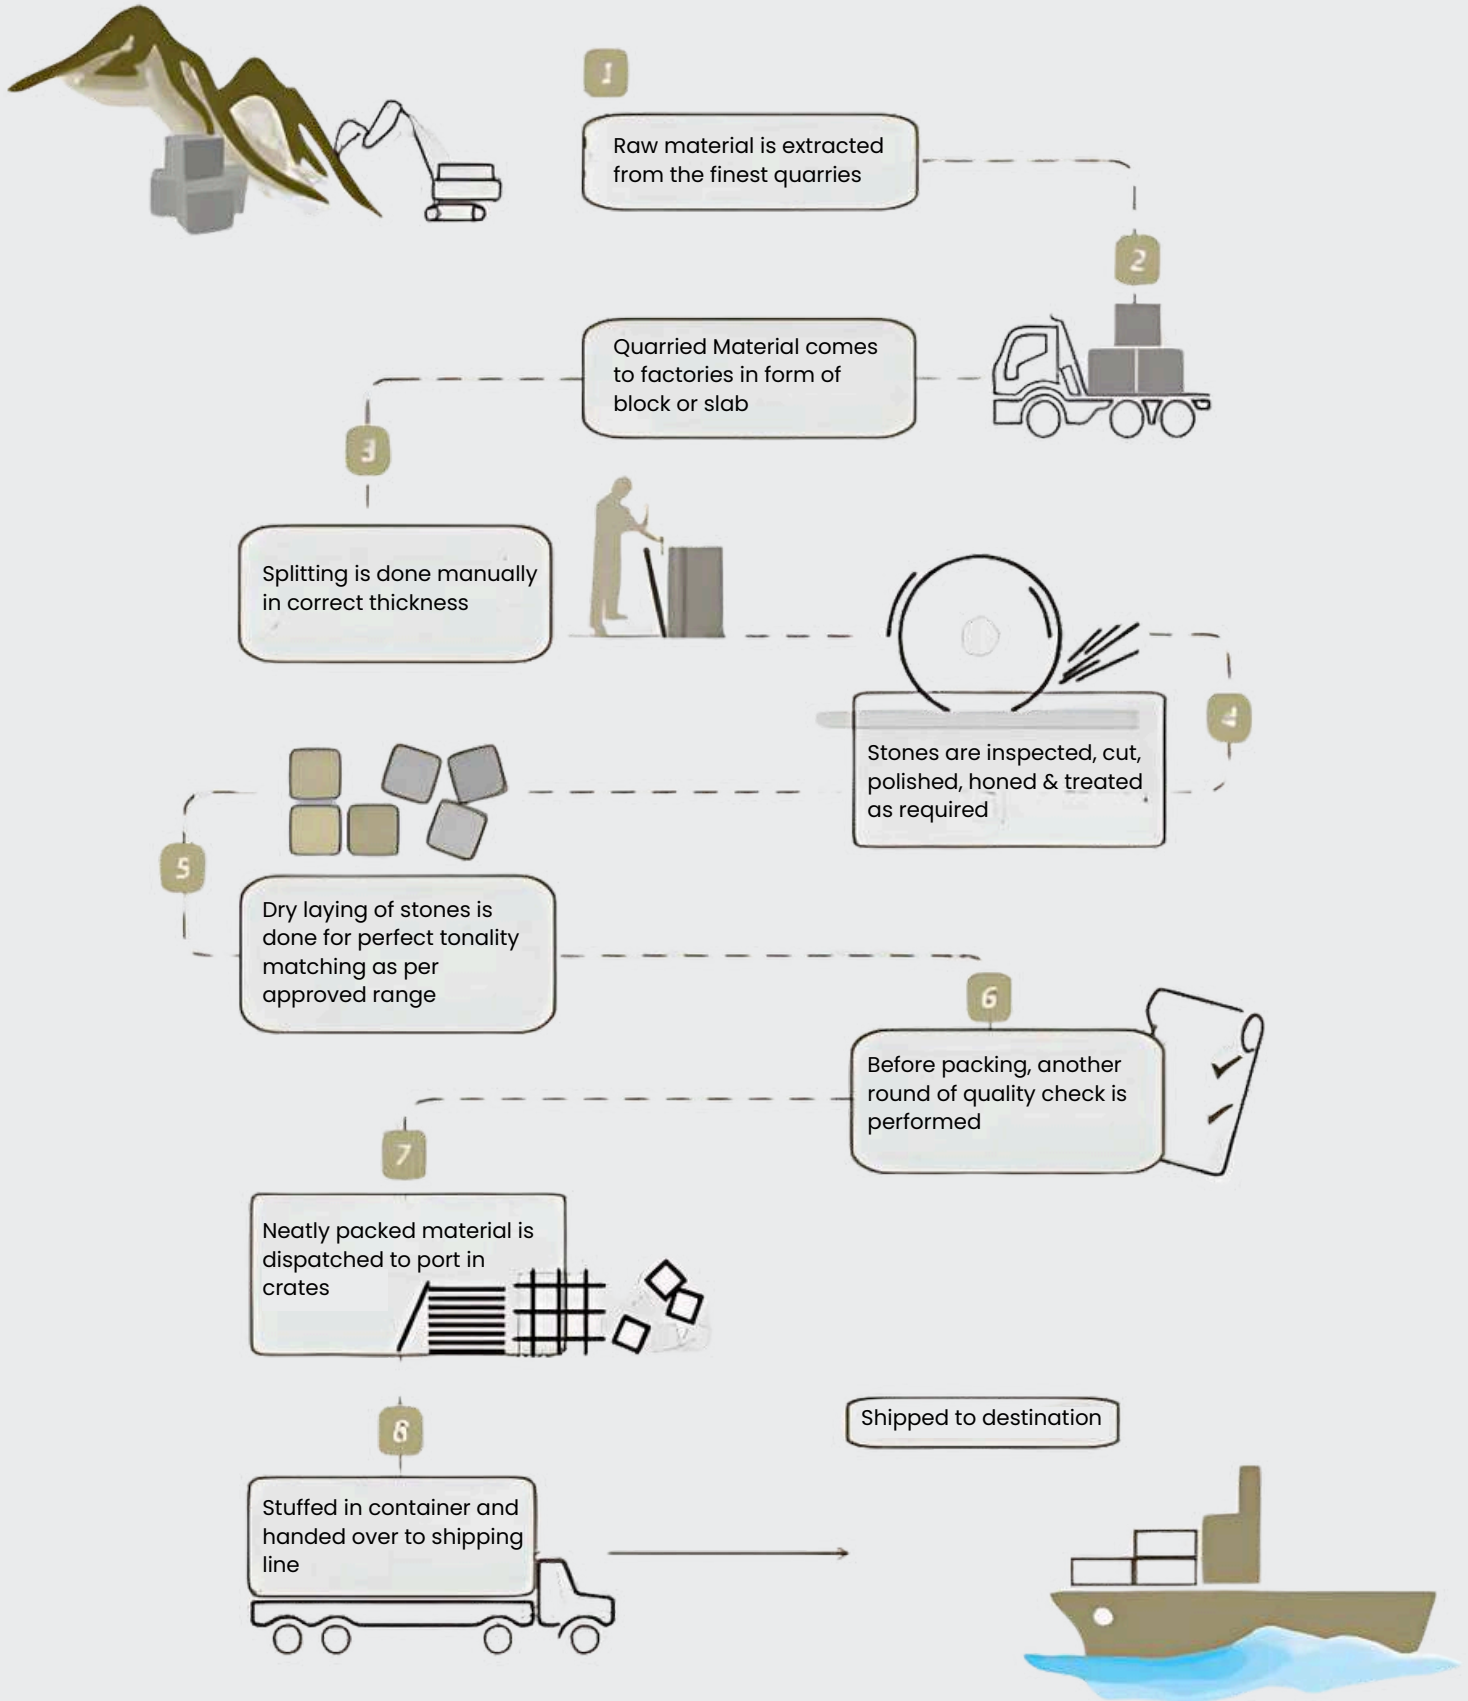 1
Raw material is extracted
from the finest quarries
2
Quarried Material comes
to factories in form of
block or slab
3
Splitting is done manually
in correct thickness
4
Stones are inspected, cut,
polished, honed & treated
as required
5
Dry laying of stones is
done for perfect tonality
matching as per
approved range
6
Before packing, another
round of quality check is
performed
7
Neatly packed material is
dispatched to port in
crates
8
Stuffed in container and
handed over to shipping
line
Shipped to destination